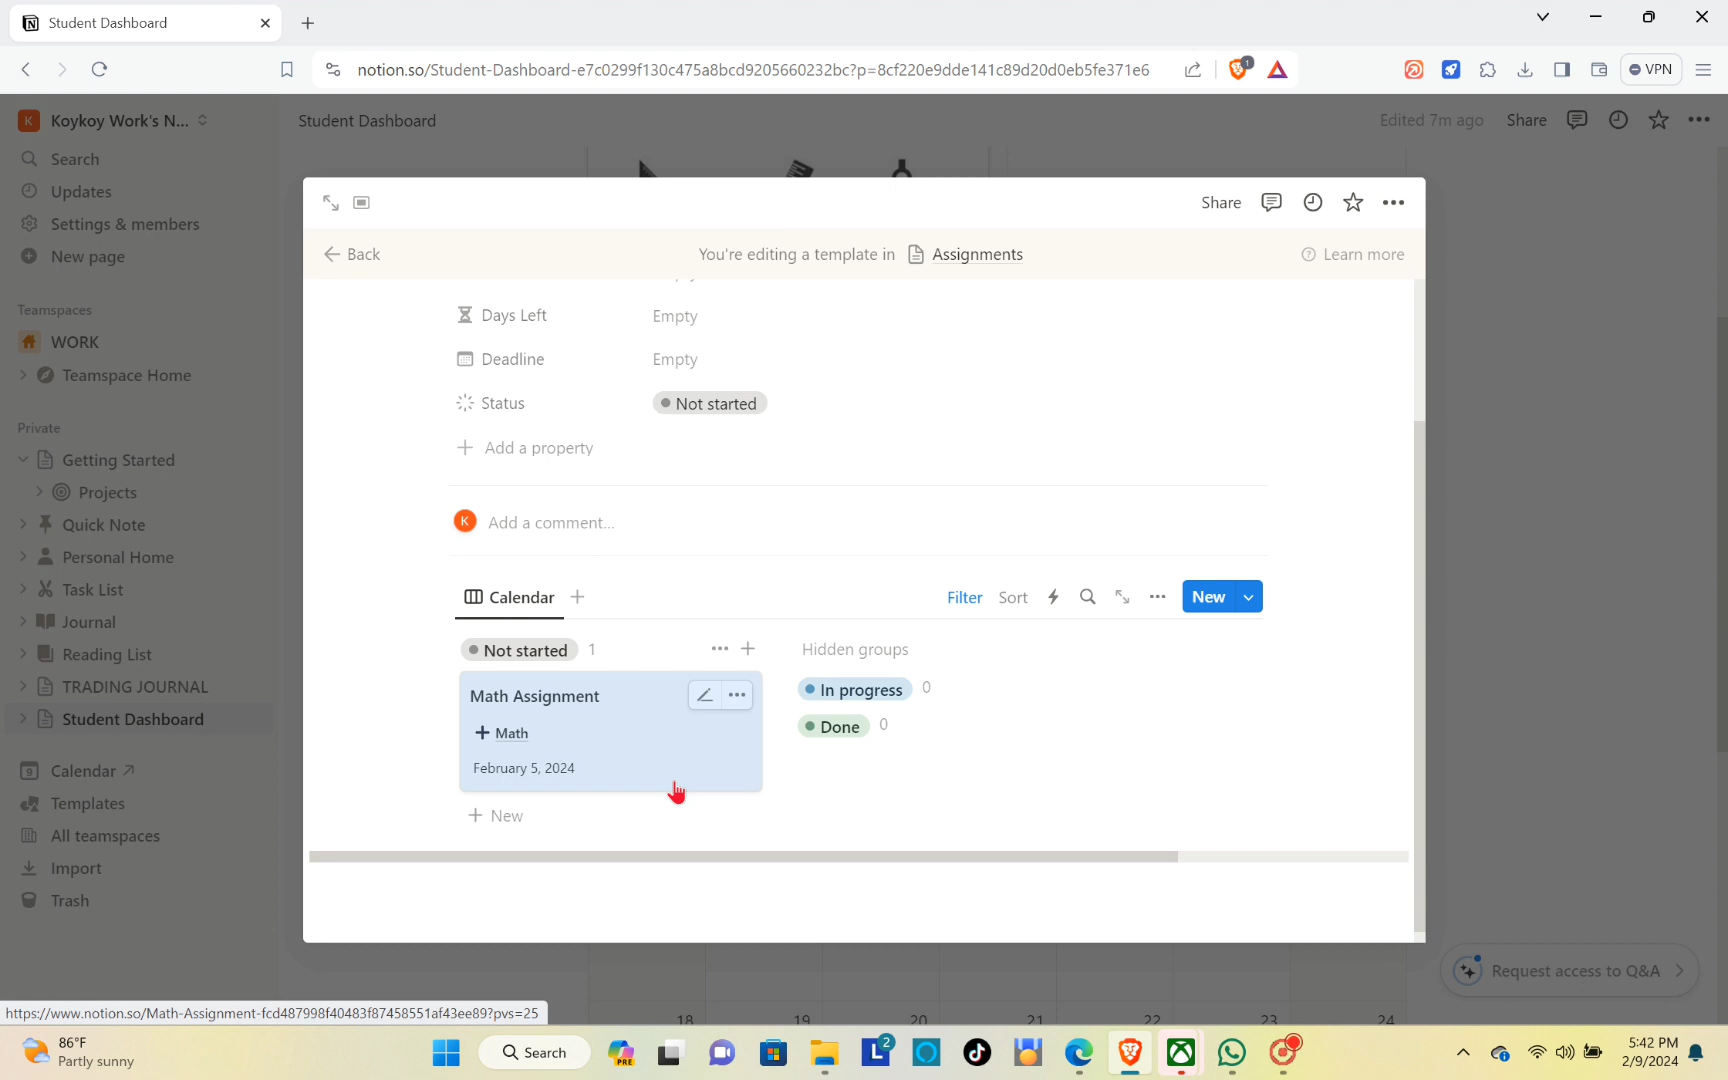 Student Dashboard
notion.so/Student-Dashboard-e7c0299f130c475a8bcd9205660232bc?p=8cf220e9dde141c89d20d0eb5fe371e6
1
VPN
K Koykoy Work's N...
Student Dashboard
Edited 7m ago
Share
Search
Updates
Settings & members
New page
Teamspaces
WORK
Teamspace Home
Private
Getting Started
Projects
Quick Note
Personal Home
Task List
Journal
Reading List
TRADING JOURNAL
Student Dashboard
9 Calendar
Templates
All teamspaces
Import
Trash
Share
Back
You're editing a template in Assignments
Learn more
Days Left Empty
Deadline Empty
Status Not started
Add a property
K Add a comment...
Calendar
Filter Sort New
Not started 1
Hidden groups
Math Assignment
In progress 0
Math
Done 0
February 5, 2024
New
Request access to Q&A
18 19 20 21 22 23 24
https://www.notion.so/Math-Assignment-fcd487998f40483f87458551af43ee89?pvs=25
86°F
Partly sunny
Search
PRE
L 2
5:42 PM
2/9/2024